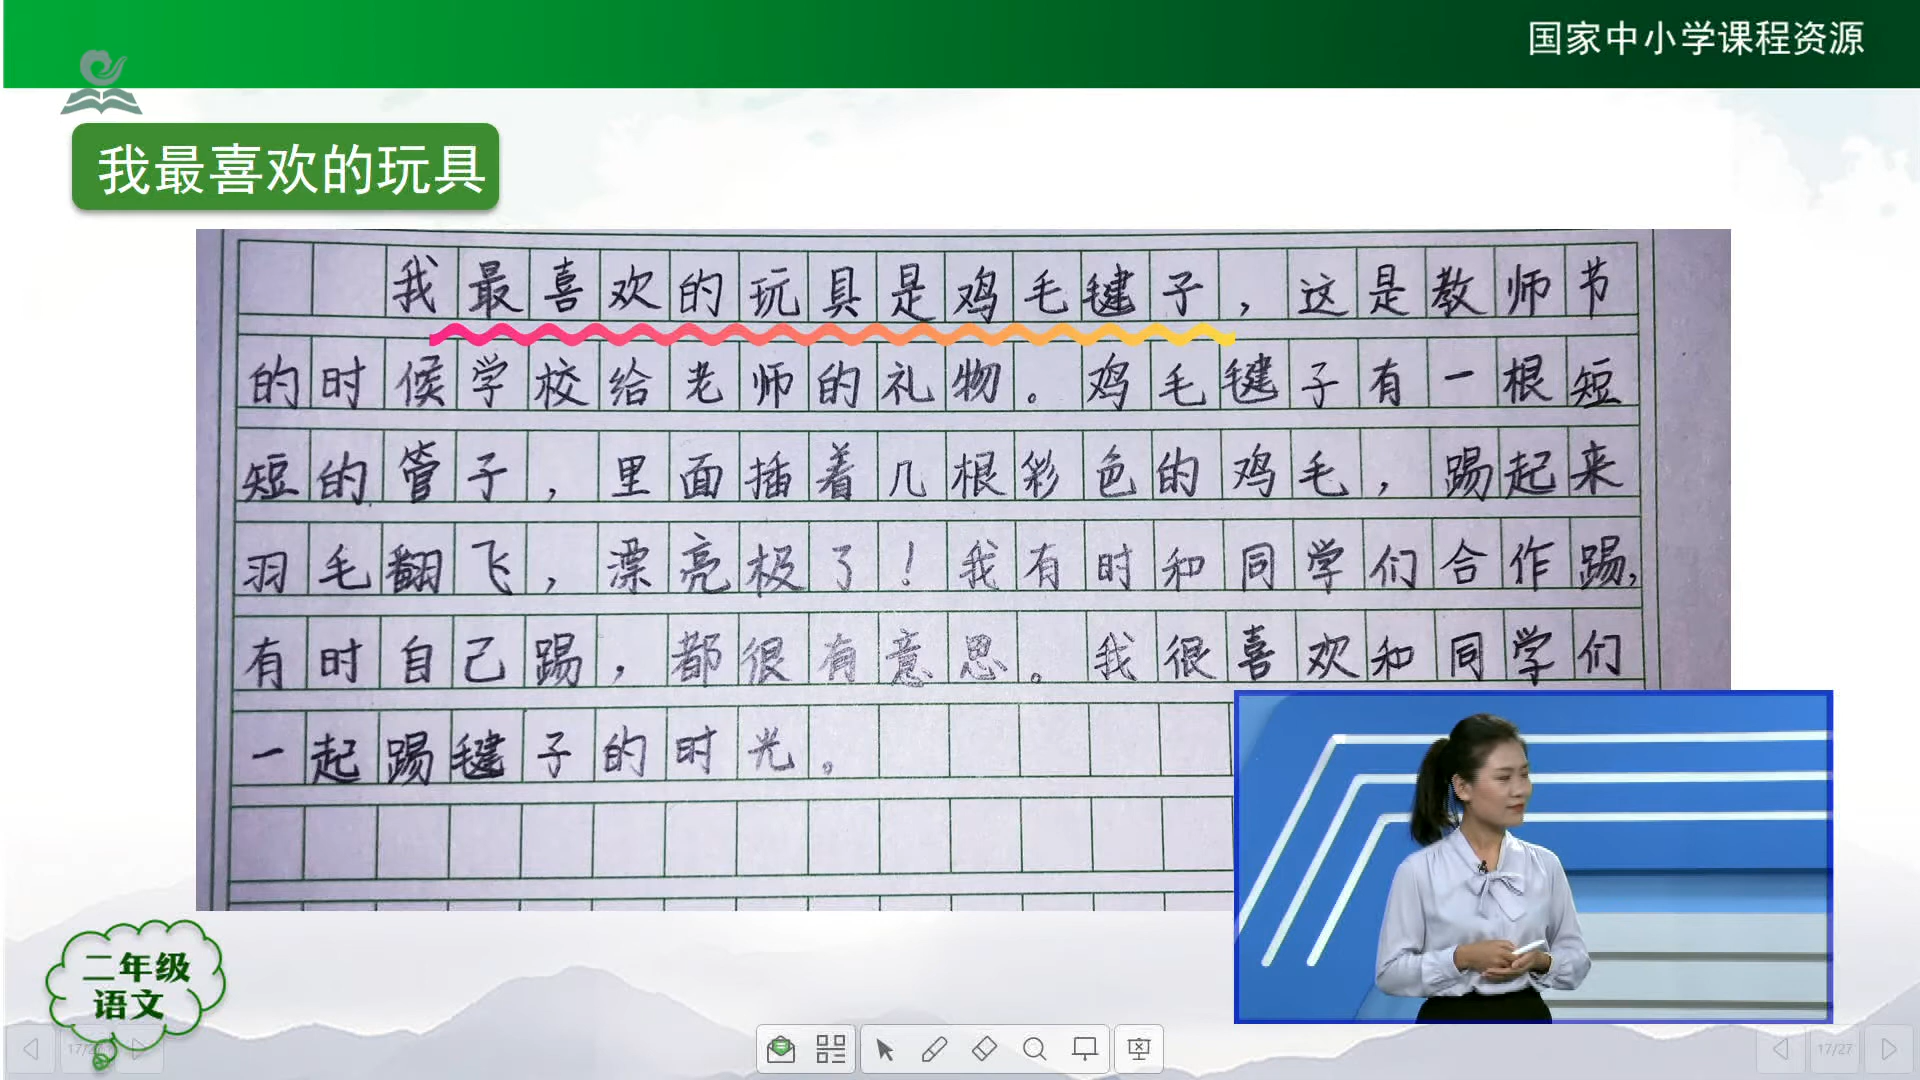 国家中小学课程资源
我最喜欢的玩具
我最喜欢的玩具是鸡毛毽子，这是教师节
的时候学校给老师的礼物。鸡毛毽子有一根短
短的管子，里面插着几根彩色的鸡毛，踢起来
羽毛翻飞，漂亮极了！我有时和同学们合作踢，
有时自己踢，都很有意思。我很喜欢和同学们
一起踢毽子的时光。
二年级
语文
17/27
17/27